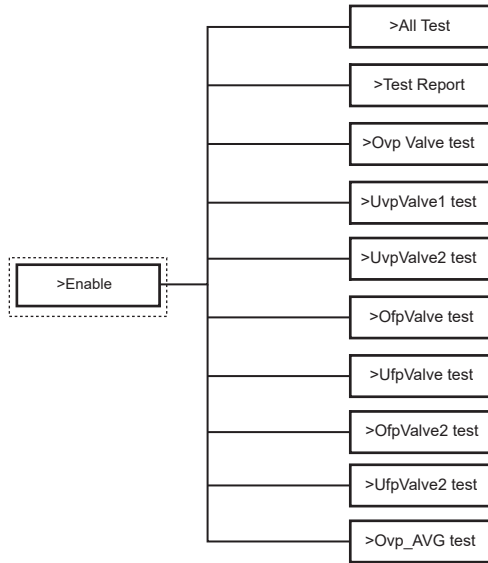 >All Test
>Test Report
>Ovp Valve test
>UvpValve1 test
>UvpValve2 test
>Enable
>OfpValve test
>UfpValve test
>OfpValve2 test
>UfpValve2 test
>Ovp_AVG test